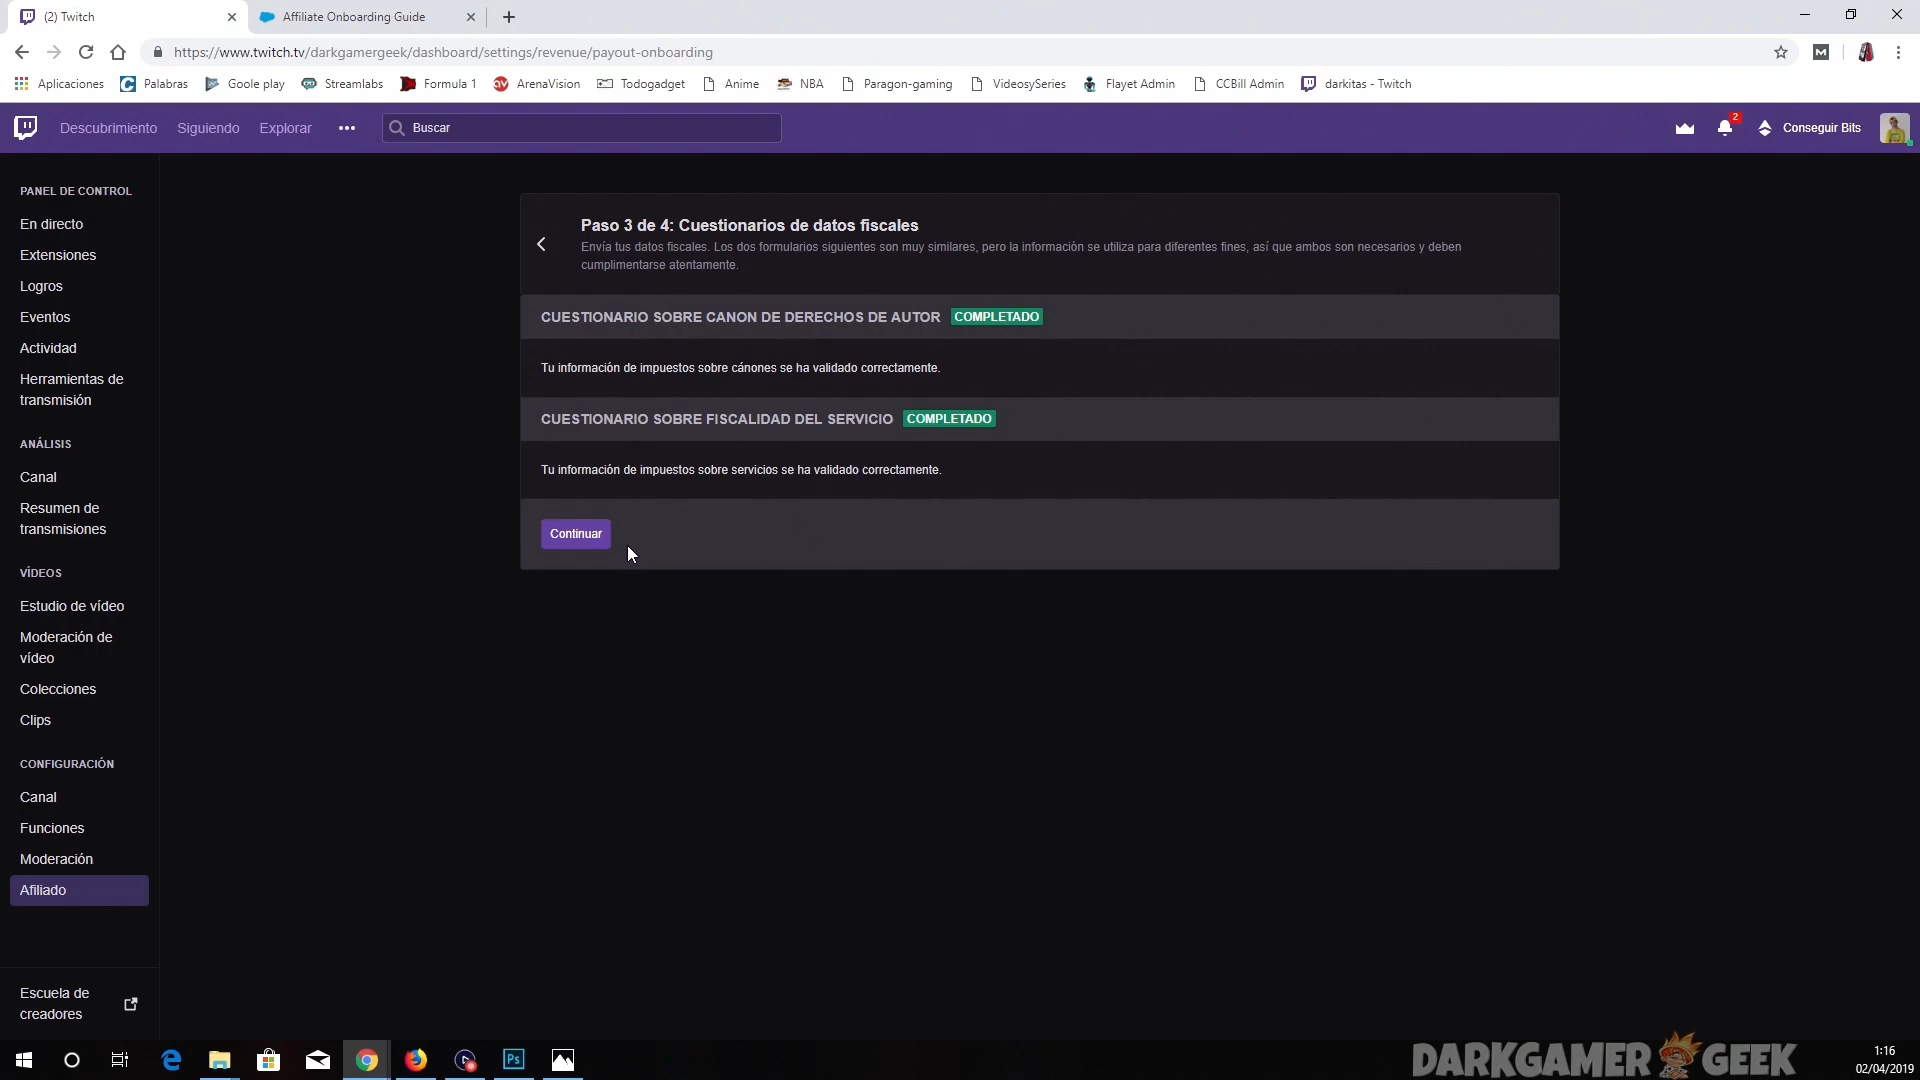 (2) Twitch
Affiliate Onboarding Guide
https://www.twitch.tv/darkgamergeek/dashboard/settings/revenue/payout-onboarding
M
Aplicaciones
Palabras
Goole play
Streamlabs
Formula 1
ArenaVision
Todogadget
Anime
NBA
Paragon-gaming
VideosySeries
Flayet Admin
CCBill Admin
darkitas - Twitch
Descubrimiento
Siguiendo
Explorar
Buscar
2
Conseguir Bits
PANEL DE CONTROL
En directo
Extensiones
Logros
Eventos
Actividad
Herramientas de
transmisión
ANÁLISIS
Canal
Resumen de
transmisiones
VÍDEOS
Estudio de vídeo
Moderación de
vídeo
Colecciones
Clips
CONFIGURACIÓN
Canal
Funciones
Moderación
Afiliado
Escuela de
creadores
Paso 3 de 4: Cuestionarios de datos fiscales
Envía tus datos fiscales. Los dos formularios siguientes son muy similares, pero la información se utiliza para diferentes fines, así que ambos son necesarios y deben
cumplimentarse atentamente.
CUESTIONARIO SOBRE CANON DE DERECHOS DE AUTOR COMPLETADO
Tu información de impuestos sobre cánones se ha validado correctamente.
CUESTIONARIO SOBRE FISCALIDAD DEL SERVICIO COMPLETADO
Tu información de impuestos sobre servicios se ha validado correctamente.
Continuar
Ps
DARKGAMER GEEK
1:16
02/04/2019